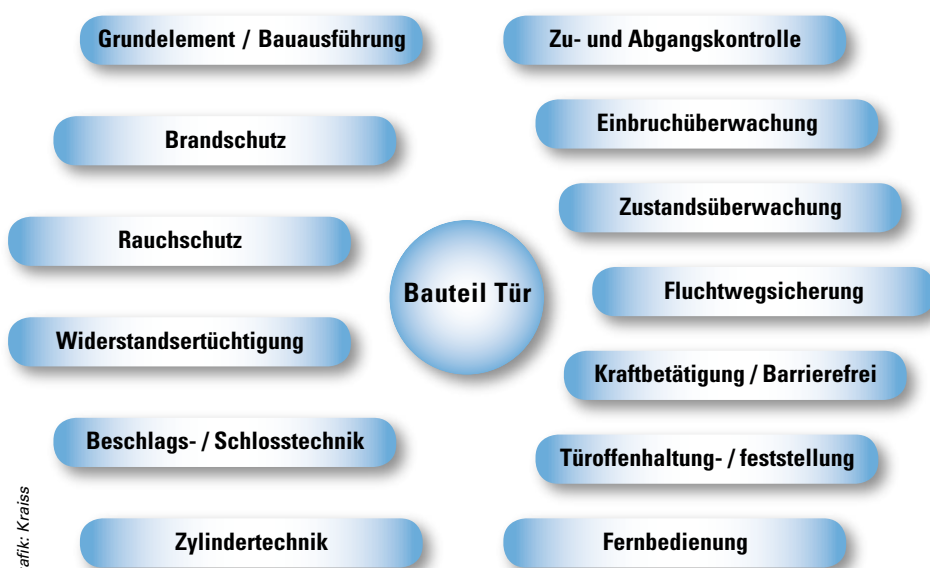 Grundelement / Bauausführung
Brandschutz
Rauchschutz
Widerstandsertüchtigung
Beschlags- / Schlosstechnik
Zylindertechnik
Bauteil Tür
Zu- und Abgangskontrolle
Einbruchüberwachung
Zustandsüberwachung
Fluchtwegsicherung
Kraftbetätigung / Barrierefrei
Türoffenhaltung- / feststellung
Fernbedienung
afik: Kraiss